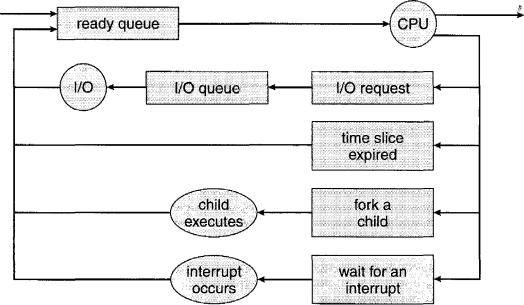 ready queue
CPU
I/O
I/O queue
I/O request
time slice
expired
child
executes
fork a
child
interrupt
occurs
wait for an
interrupt